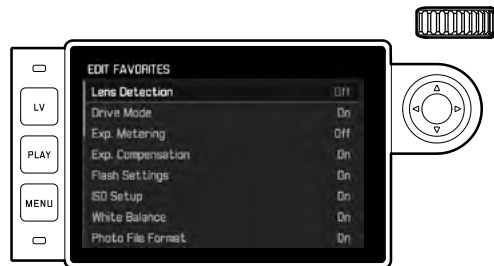 EDIT FAVORITES
Lens Detection Off
Drive Mode On
Exp. Metering Off
Exp. Compensation On
Flash Settings On
ISO Setup On
White Balance On
Photo File Format On
LV
PLAY
MENU